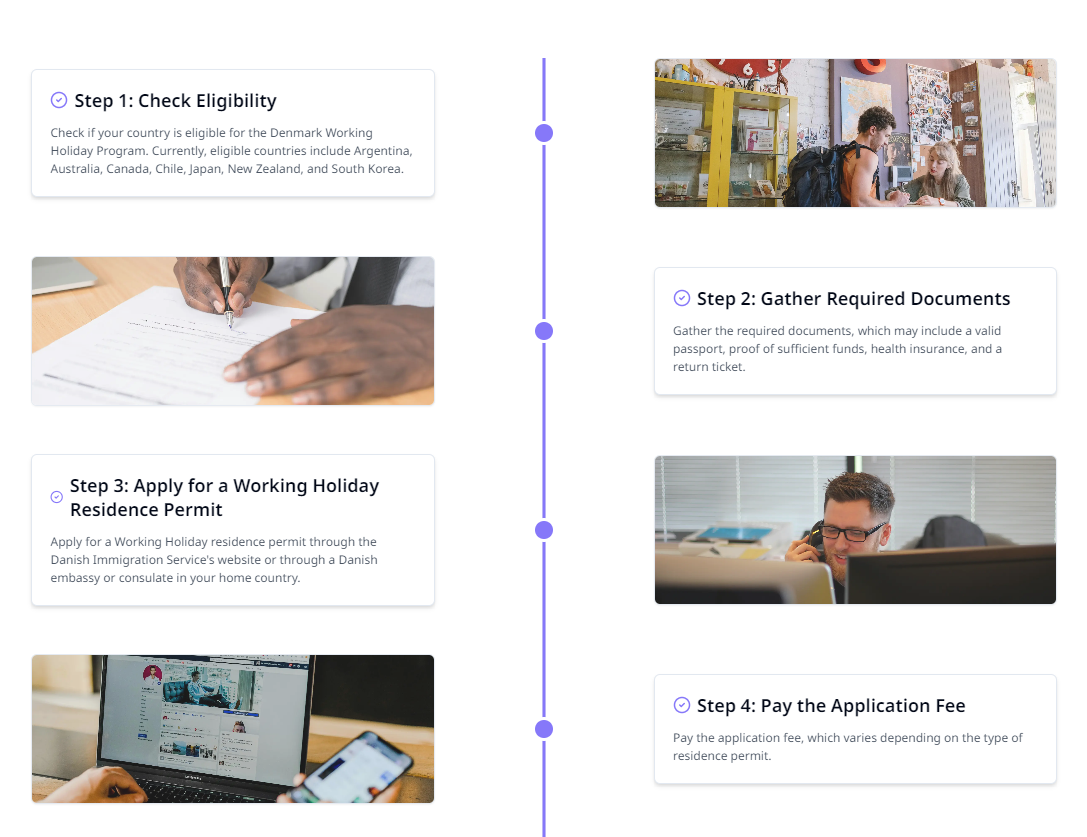 Step 1: Check Eligibility
Check if your country is eligible for the Denmark Working
Holiday Program. Currently, eligible countries include Argentina,
Australia, Canada, Chile, Japan, New Zealand, and South Korea.
Step 2: Gather Required Documents
Gather the required documents, which may include a valid
passport, proof of sufficient funds, health insurance, and a
return ticket.
Step 3: Apply for a Working Holiday
Residence Permit
Apply for a Working Holiday residence permit through the
Danish Immigration Service's website or through a Danish
embassy or consulate in your home country.
Step 4: Pay the Application Fee
Pay the application fee, which varies depending on the type of
residence permit.